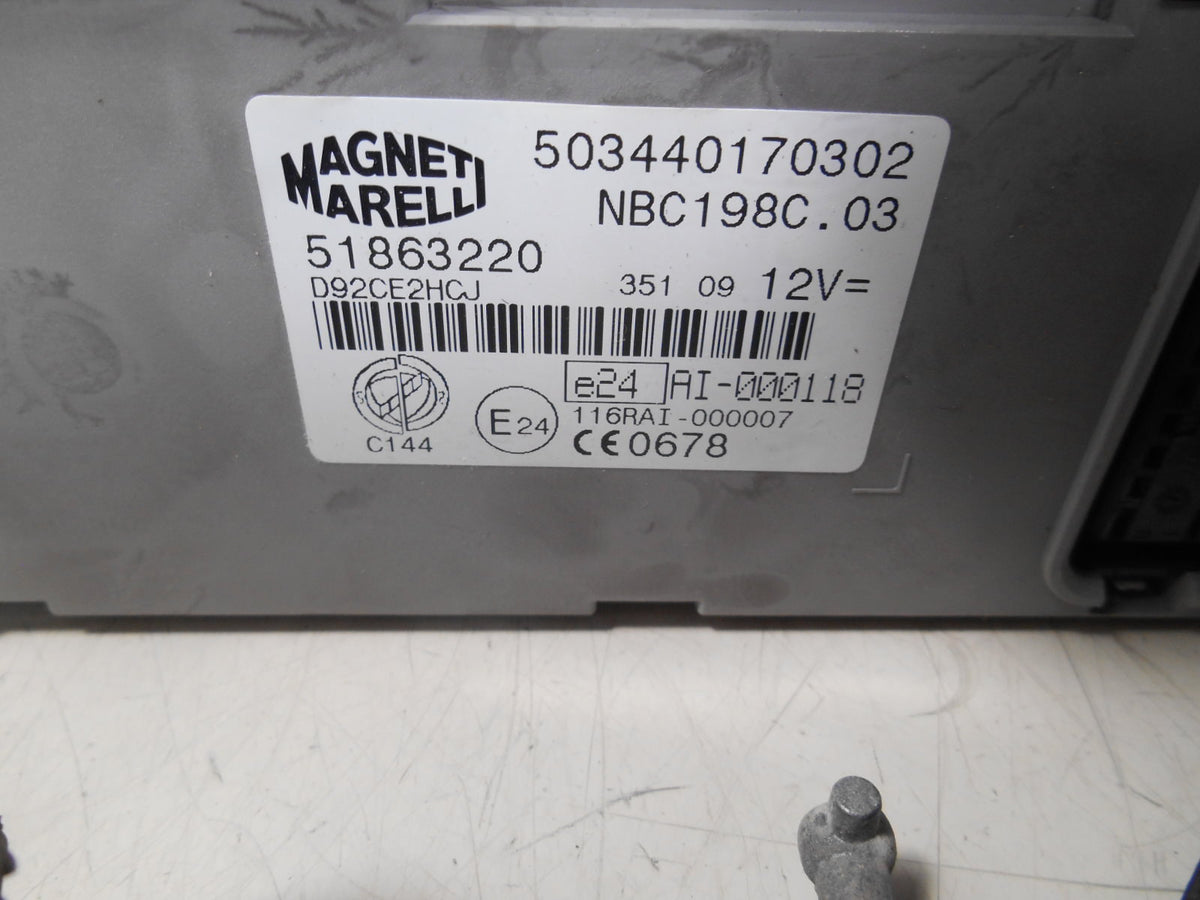 MAGNETI
MARELLI
503440170302
NBC198C.03
51863220
D92CE2HCJ
351 09 12V=
e24 AI-000118
E24
116RAI-000007
C144
CE0678